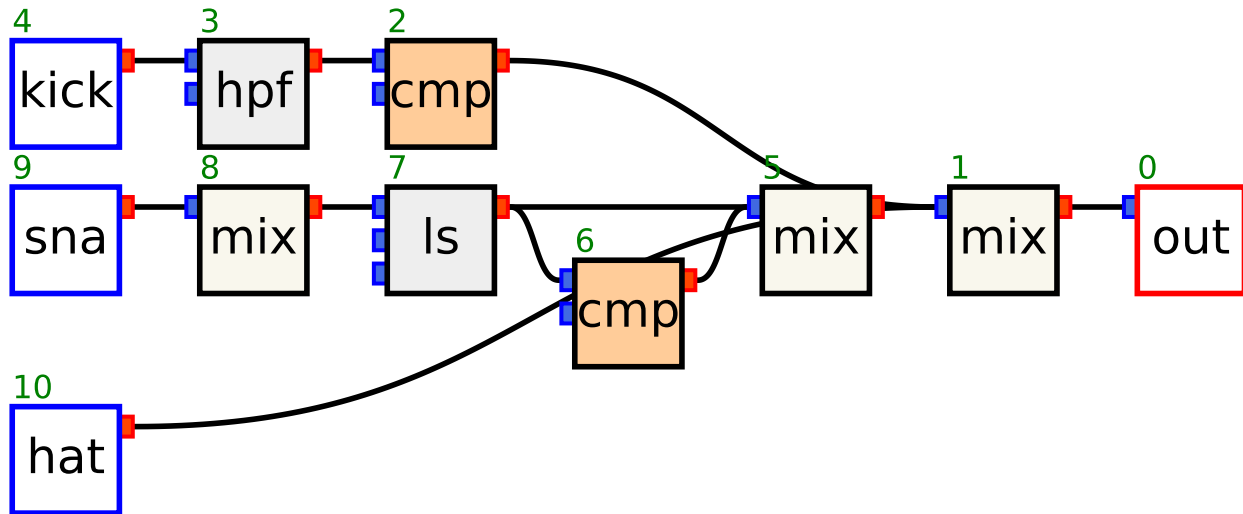 4 3 2
kick hpf cmp
9 8 7 5 1 0
sna mix ls mix mix out
6
cmp
10
hat